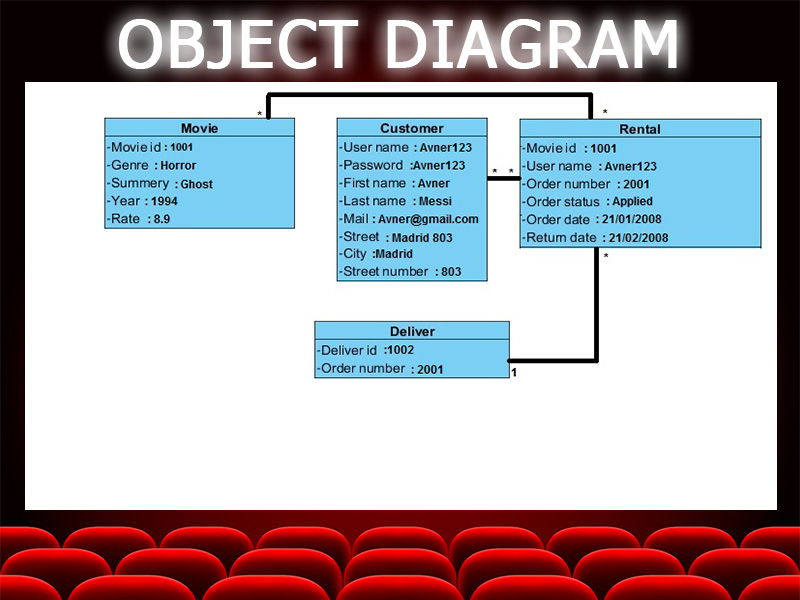 OBJECT DIAGRAM
*
*
Movie
-Movie id : 1001
-Genre : Horror
-Summery : Ghost
-Year : 1994
-Rate : 8.9
Customer
-User name : Avner123
-Password :Avner123
-First name : Avner
-Last name : Messi
-Mail : Avner@gmail.com
-Street : Madrid 803
-City :Madrid
-Street number : 803
* *
Rental
-Movie id : 1001
-User name : Avner123
-Order number : 2001
-Order status : Applied
-Order date : 21/01/2008
-Return date : 21/02/2008
*
Deliver
-Deliver id :1002
-Order number : 2001
1